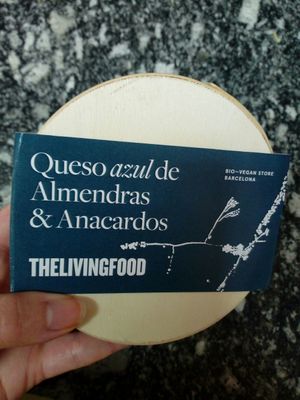 Queso azul de
Almendras
& Anacardos
BIO-VEGAN STORE
BARCELONA
THELIVINGFOOD